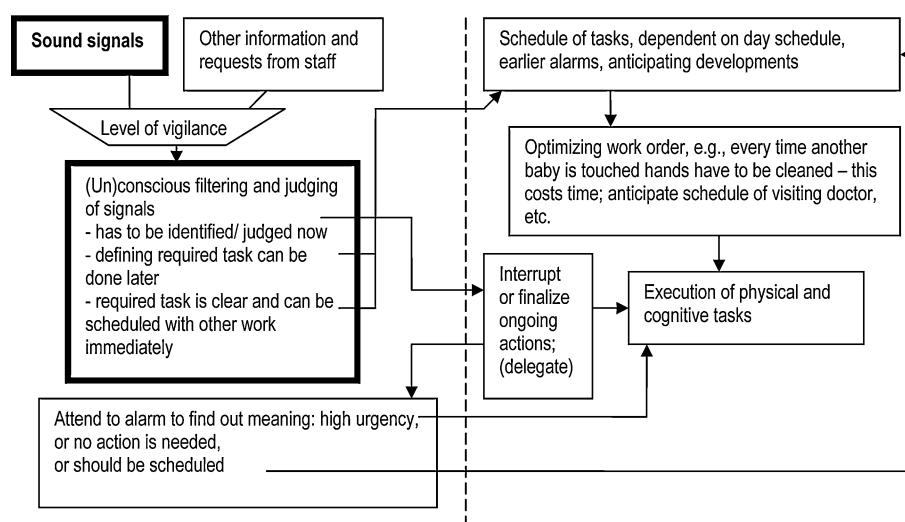 Sound signals
Other information and
requests from staff
Level of vigilance
(Un)conscious filtering and judging
of signals
- has to be identified/ judged now
- defining required task can be
done later
- required task is clear and can be
scheduled with other work
immediately
Attend to alarm to find out meaning: high urgency,
or no action is needed,
or should be scheduled
Schedule of tasks, dependent on day schedule,
earlier alarms, anticipating developments
Optimizing work order, e.g., every time another
baby is touched hands have to be cleaned – this
costs time; anticipate schedule of visiting doctor,
etc.
Interrupt
or finalize
ongoing
actions;
(delegate)
Execution of physical and
cognitive tasks